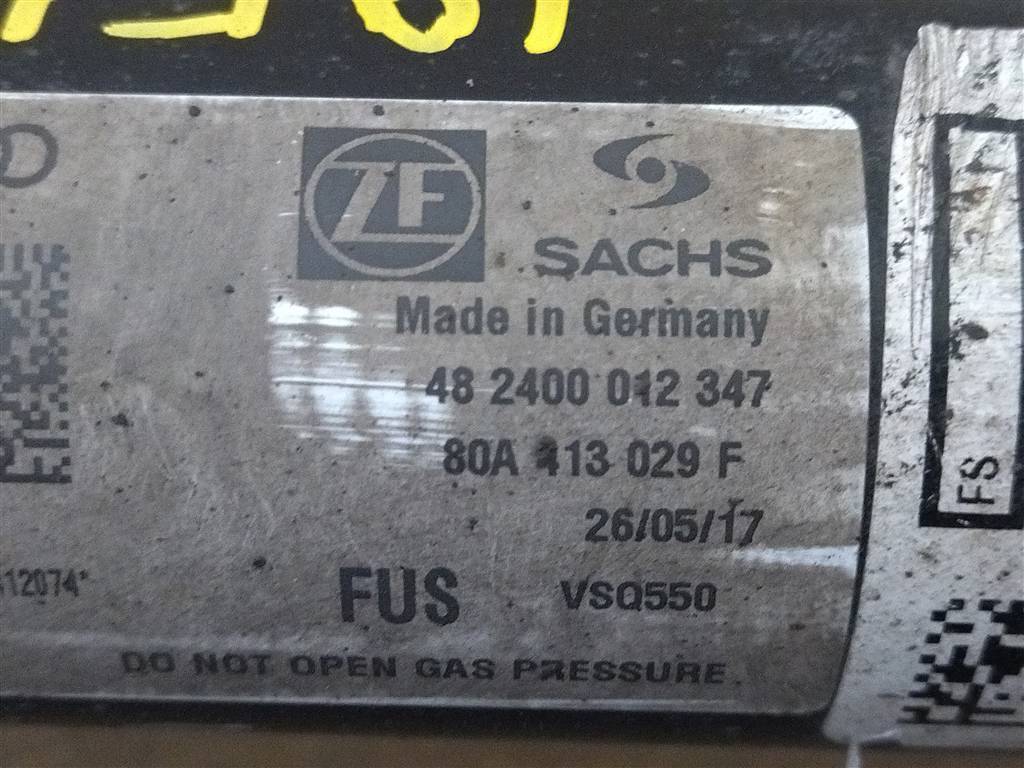 ZF
SACHS
Made in Germany
48 2400 012 347
80A 413 029 F
26/05/17
FUS VSQ550
12074*
DO NOT OPEN GAS PRESSURE
FS